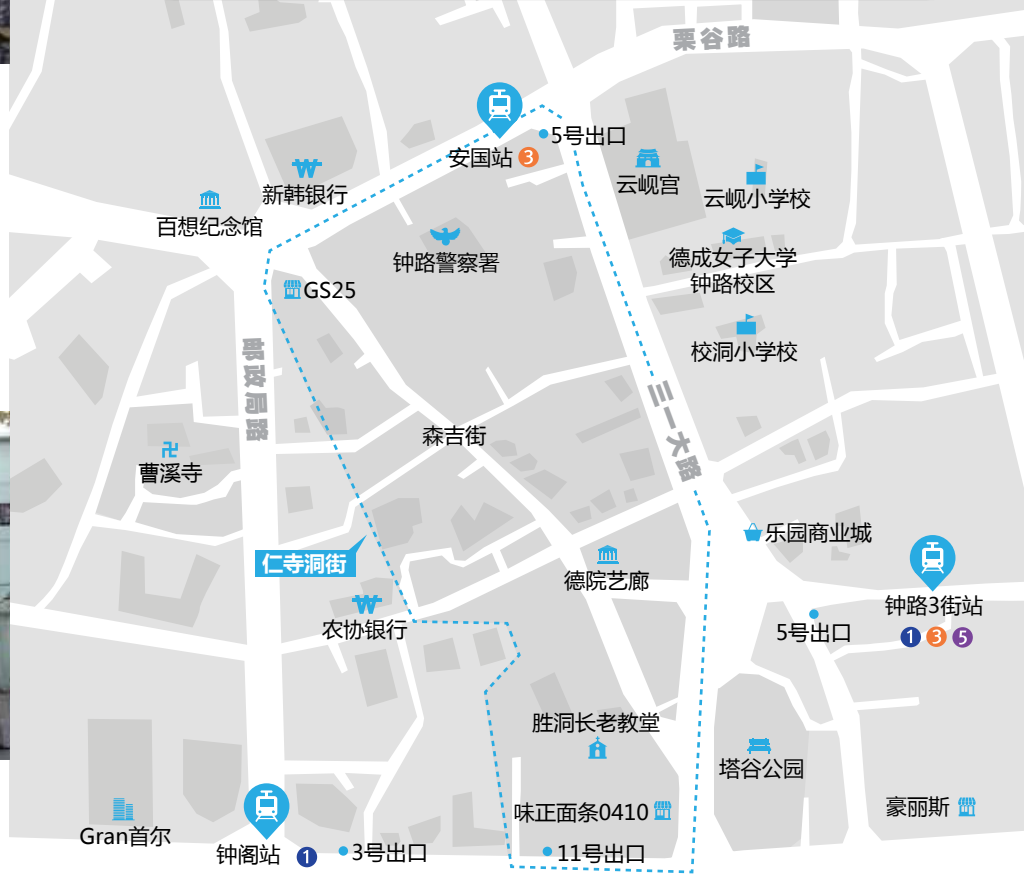 栗谷路
5号出口
安国站 3
云岘宫
新韩银行
云岘小学校
百想纪念馆
钟路警察署
德成女子大学
钟路校区
GS25
校洞小学校
邮政局路
三一大路
森吉街
曹溪寺
乐园商业城
仁寺洞街
德院艺廊
钟路3街站
1 3 5
农协银行
5号出口
胜洞长老教堂
塔谷公园
豪丽斯
味正面条0410
Gran首尔
钟阁站 1
3号出口
11号出口